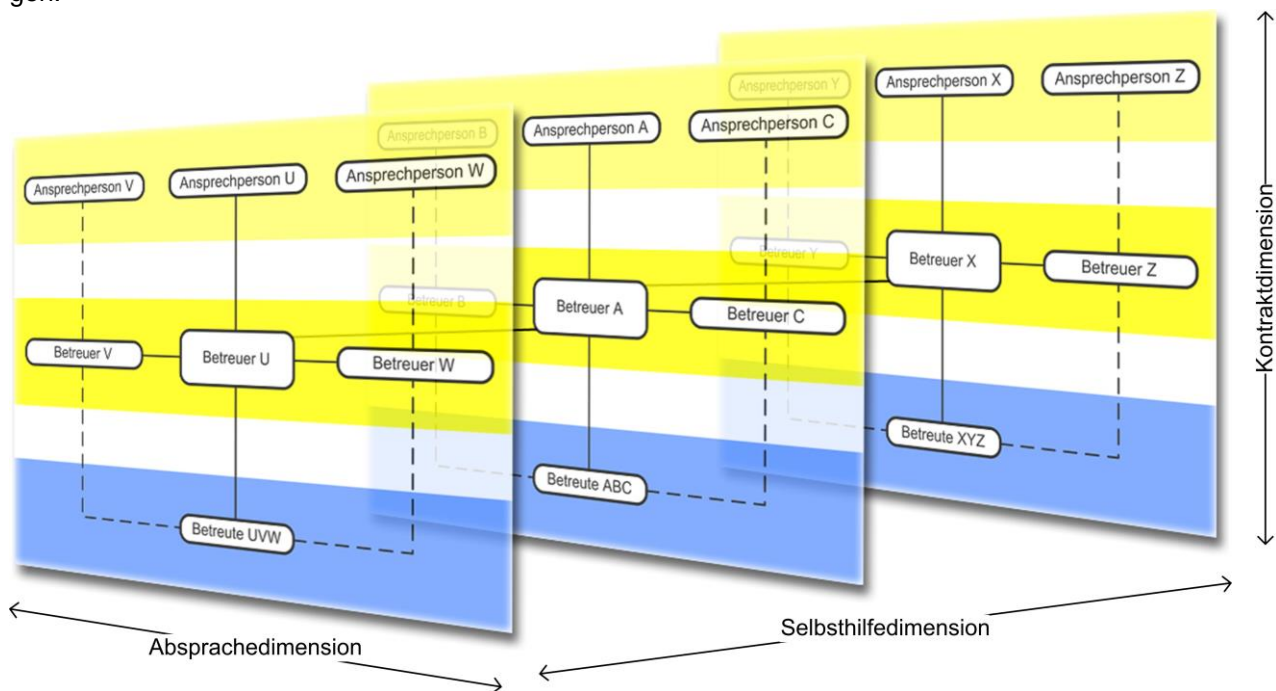 gen.
Ansprechperson Y
Ansprechperson X
Ansprechperson Z
Ansprechperson B
Ansprechperson A
Ansprechperson C
Ansprechperson V
Ansprechperson U
Ansprechperson W
Betreuer Y
Betreuer X
Betreuer Z
Betreuer B
Betreuer A
Betreuer C
Betreuer V
Betreuer U
Betreuer W
Betreute XYZ
Betreute ABC
Betreute UVW
Kontraktdimension
Absprachedimension
Selbsthilfedimension